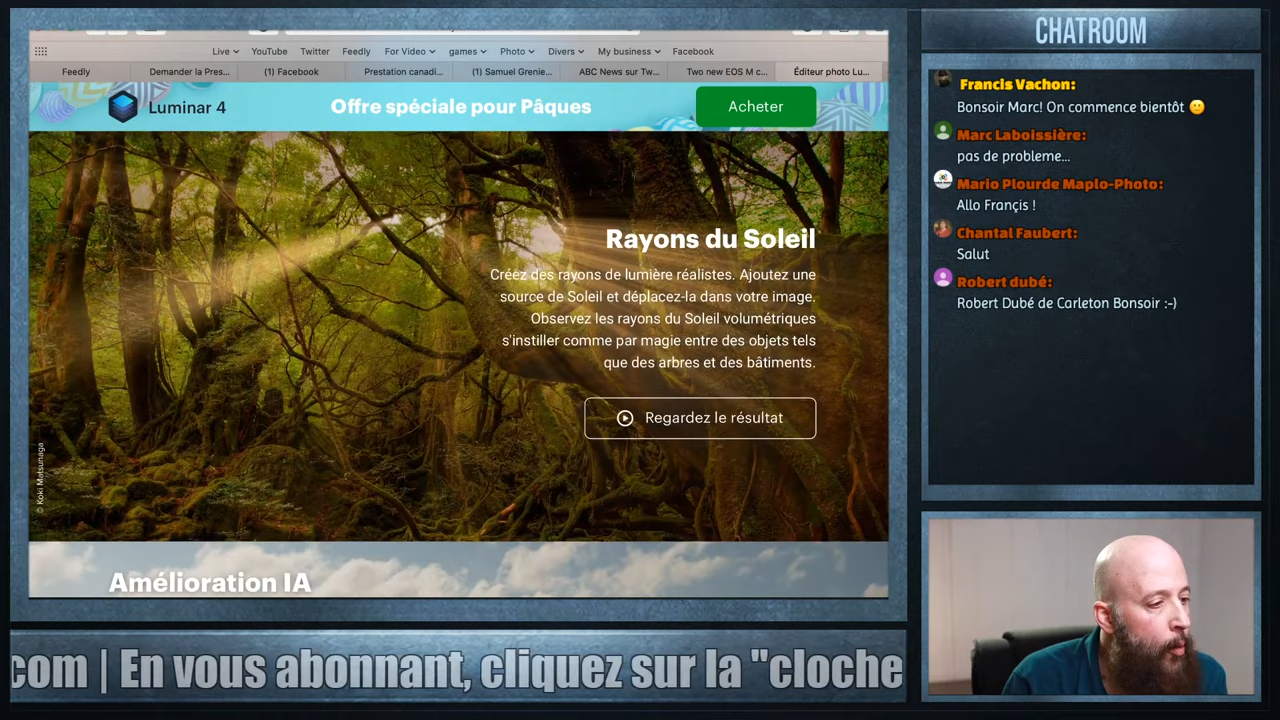 Live
YouTube
Twitter
Feedly
For Video
games
Photo
Divers
My business
Facebook
Feedly
Demander la Pres...
(1) Facebook
Prestation canadi...
(1) Samuel Grenie...
ABC News sur Tw...
Two new EOS M c...
Éditeur photo Lu...
Luminar 4
Offre spéciale pour Pâques
Acheter
Rayons du Soleil
Créez des rayons de lumière réalistes. Ajoutez une
source de Soleil et déplacez-la dans votre image.
Observez les rayons du Soleil volumétriques
s'instiller comme par magie entre des objets tels
que des arbres et des bâtiments.
Regardez le résultat
© Koki Matsunaga
Amélioration IA
com | En vous abonnant, cliquez sur la "cloche
CHATROOM
Francis Vachon:
Bonsoir Marc! On commence bientôt 🙂
Marc Laboissière:
pas de probleme...
Mario Plourde Maplo-Photo:
Allo Françis !
Chantal Faubert:
Salut
Robert dubé:
Robert Dubé de Carleton Bonsoir :-)